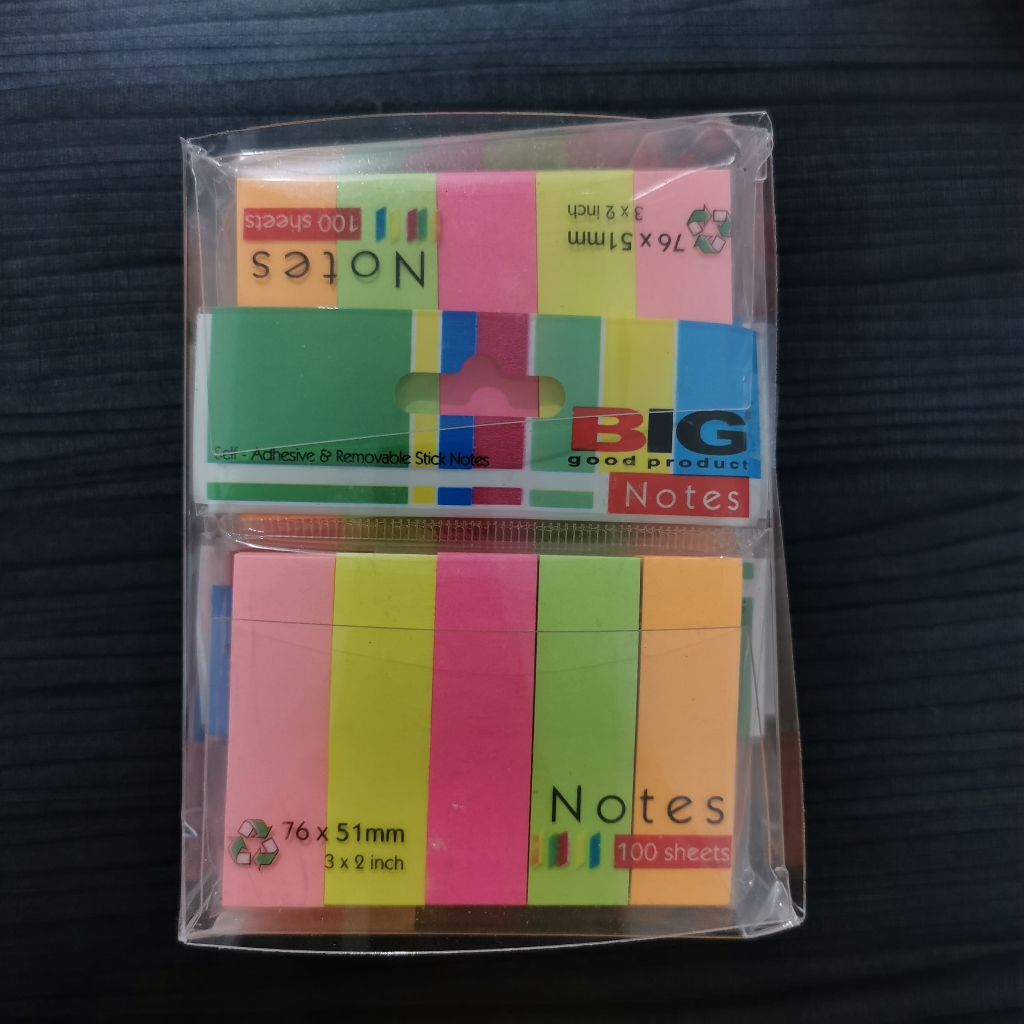 100 sheets
Notes
3 x 2 inch
76 x 51mm
BIG
good product
Self - Adhesive & Removable Stick Notes
Notes
76 x 51mm
3 x 2 inch
Notes
100 sheets